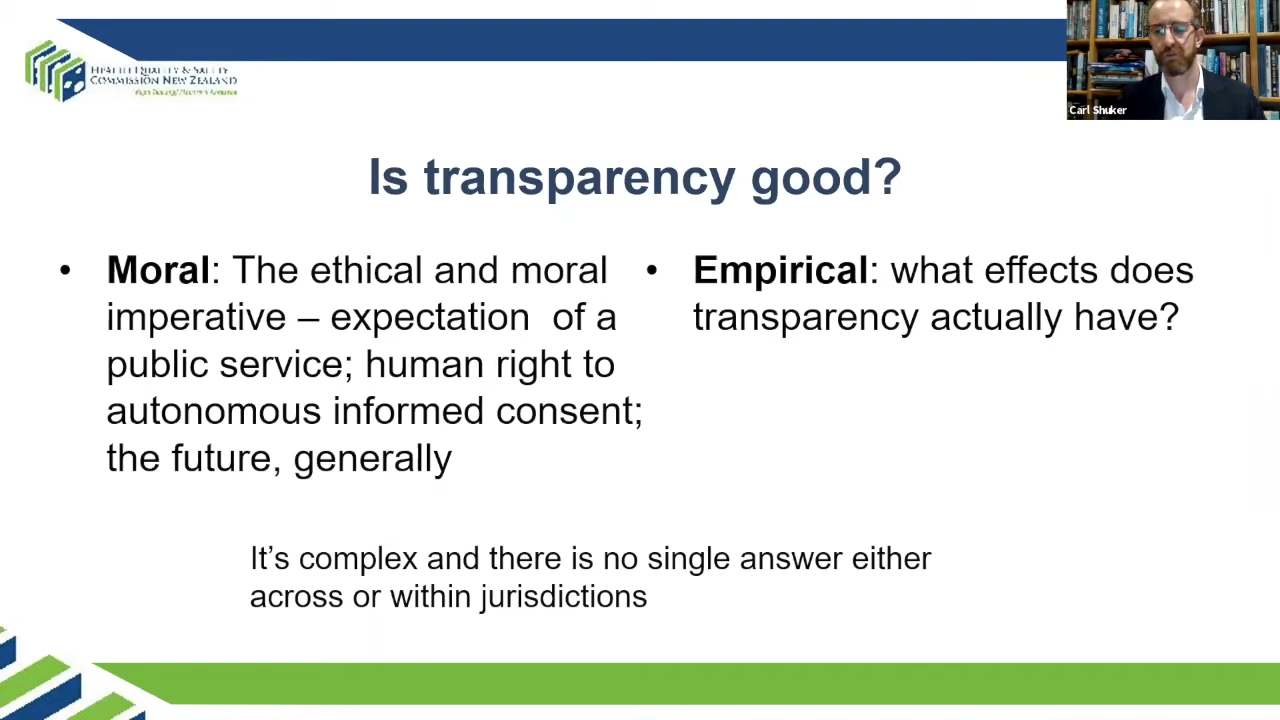 HEALTH QUALITY & SAFETY
COMMISSION NEW ZEALAND
Carl Shuker
Is transparency good?
• Moral: The ethical and moral
imperative – expectation  of a
public service; human right to
autonomous informed consent;
the future, generally
• Empirical: what effects does
transparency actually have?
It’s complex and there is no single answer either
across or within jurisdictions